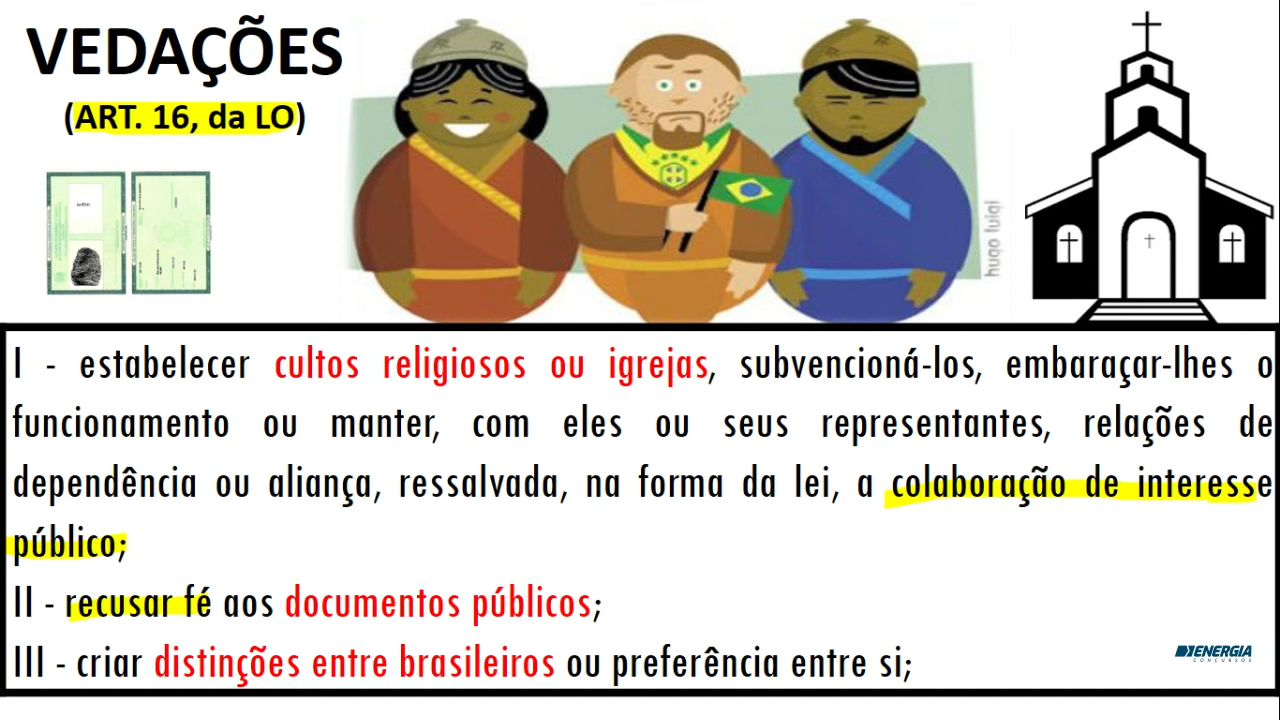 VEDAÇÕES
(ART. 16, da LO)
hugo luigi
I - estabelecer cultos religiosos ou igrejas, subvencioná-los, embaraçar-lhes o
funcionamento ou manter, com eles ou seus representantes, relações de
dependência ou aliança, ressalvada, na forma da lei, a colaboração de interesse
público;
II - recusar fé aos documentos públicos;
III - criar distinções entre brasileiros ou preferência entre si;
ENERGIA
CONCURSOS